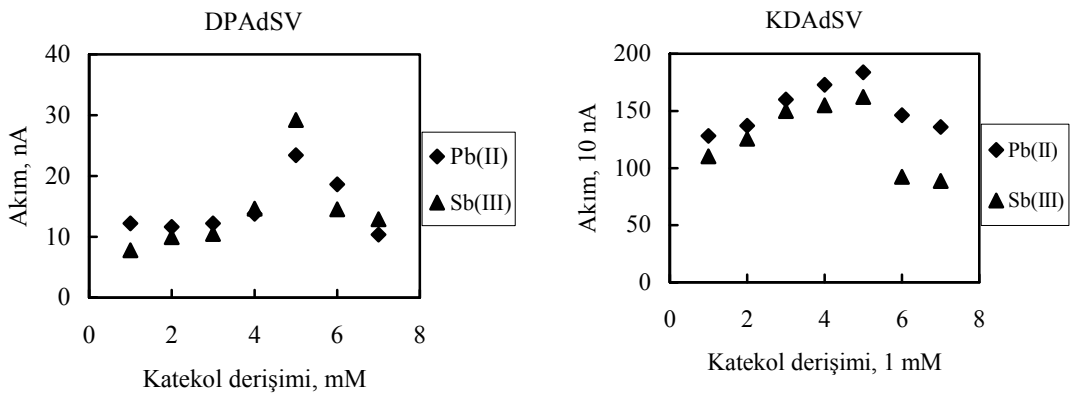 DPAdSV
40
30
20
10
0
0 2 4 6 8
Akım, nA
Katekol derişimi, mM
Pb(II)
Sb(III)
KDAdSV
200
150
100
50
0
0 2 4 6 8
Akım, 10 nA
Katekol derişimi, 1 mM
Pb(II)
Sb(III)